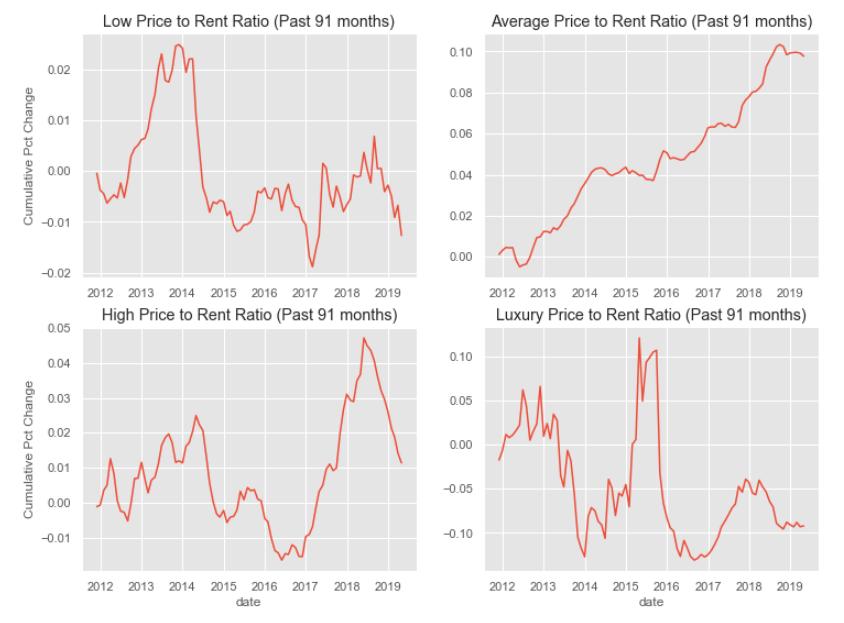 Low Price to Rent Ratio (Past 91 months)
Cumulative Pct Change
0.02
0.01
0.00
−0.01
−0.02
2012 2013 2014 2015 2016 2017 2018 2019
Average Price to Rent Ratio (Past 91 months)
0.10
0.08
0.06
0.04
0.02
0.00
2012 2013 2014 2015 2016 2017 2018 2019
High Price to Rent Ratio (Past 91 months)
Cumulative Pct Change
0.05
0.04
0.03
0.02
0.01
0.00
−0.01
2012 2013 2014 2015 2016 2017 2018 2019
date
Luxury Price to Rent Ratio (Past 91 months)
0.10
0.05
0.00
−0.05
−0.10
2012 2013 2014 2015 2016 2017 2018 2019
date